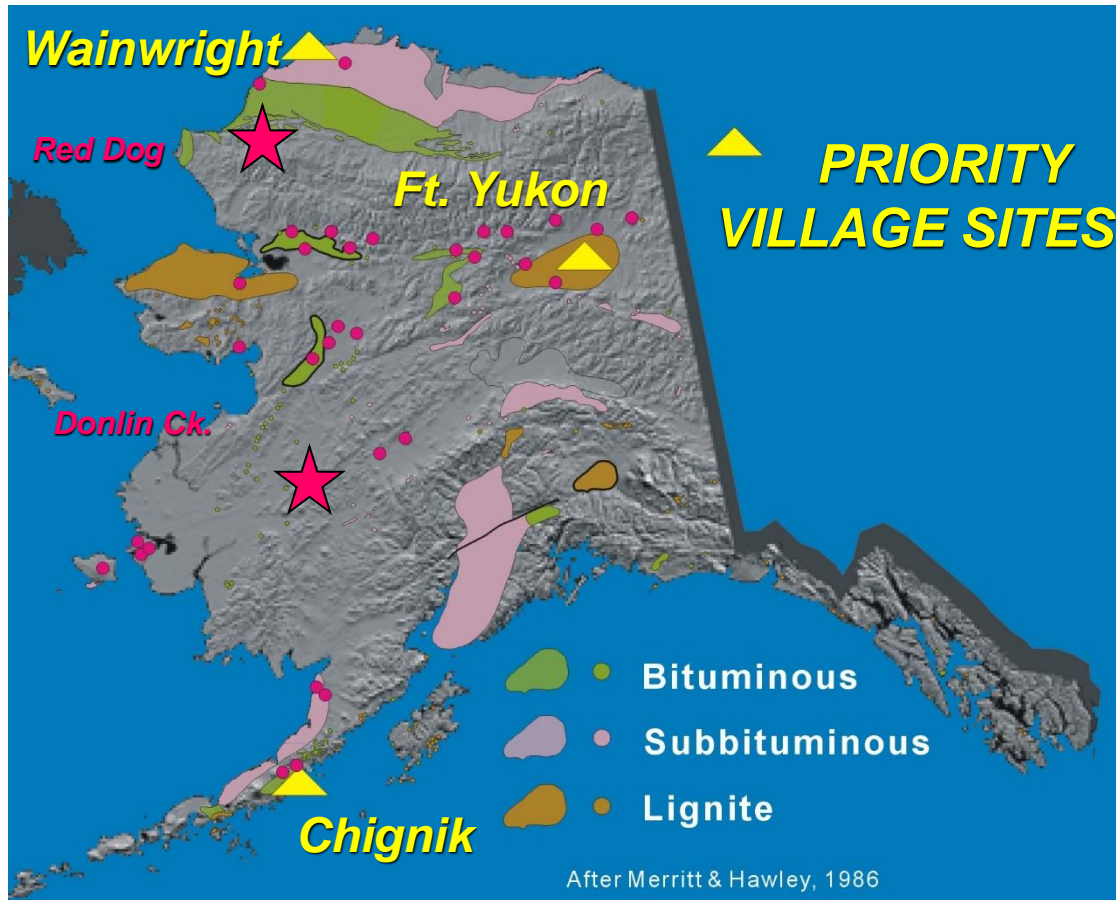 Wainwright
Red Dog
Ft. Yukon
PRIORITY
VILLAGE SITES
Donlin Ck.
Bituminous
Subbituminous
Lignite
Chignik
After Merritt & Hawley, 1986